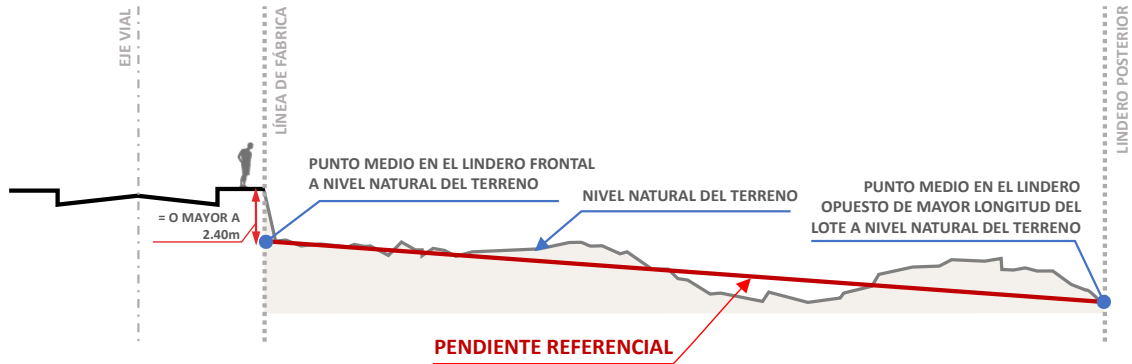 EJE VIAL
LÍNEA DE FÁBRICA
LINDERO POSTERIOR
PUNTO MEDIO EN EL LINDERO FRONTAL
A NIVEL NATURAL DEL TERRENO
NIVEL NATURAL DEL TERRENO
PUNTO MEDIO EN EL LINDERO
OPUESTO DE MAYOR LONGITUD DEL
LOTE A NIVEL NATURAL DEL TERRENO
= O MAYOR A
2.40m
PENDIENTE REFERENCIAL